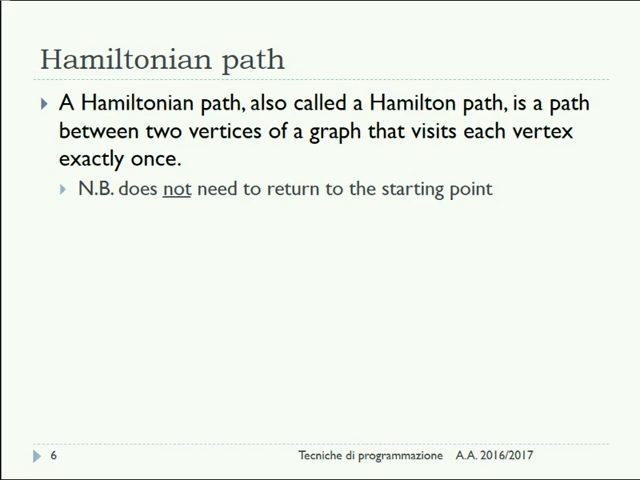 Hamiltonian path
A Hamiltonian path, also called a Hamilton path, is a path
between two vertices of a graph that visits each vertex
exactly once.
N.B. does not need to return to the starting point
6
Tecniche di programmazione A.A. 2016/2017